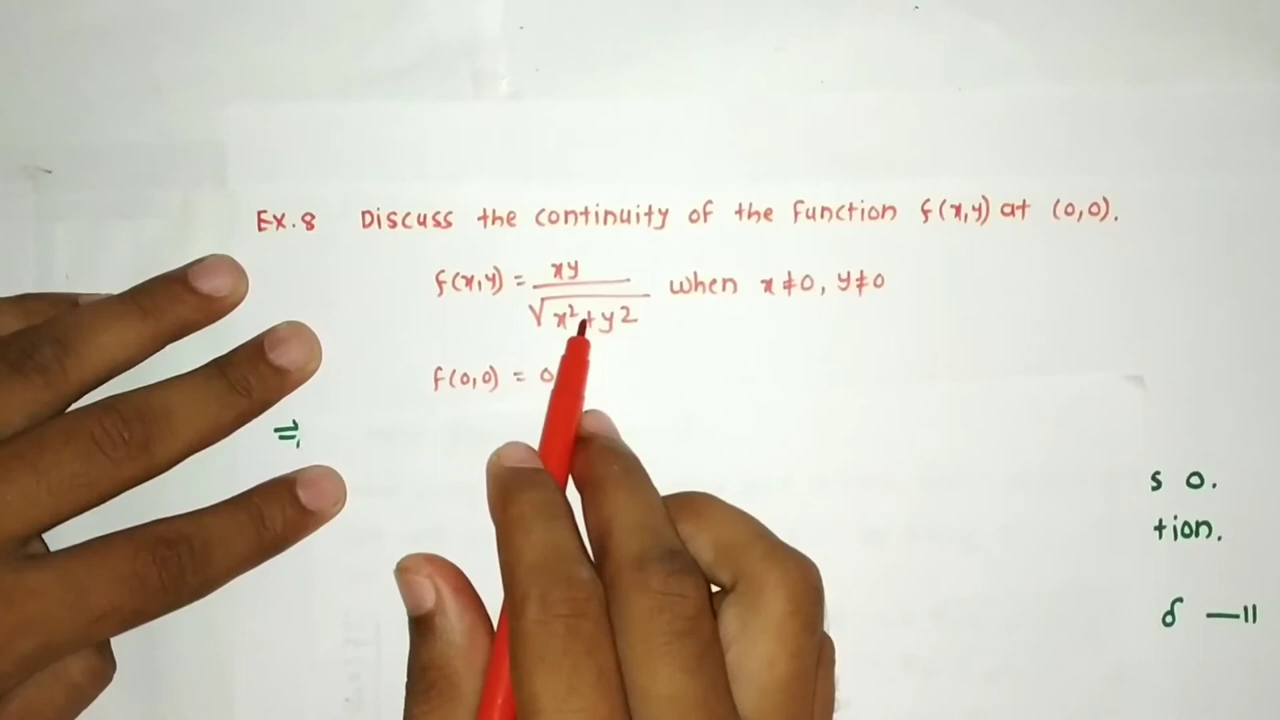 Ex.8 Discuss the continuity of the function f(x,y) at (0,0).
f(x,y) = xy / √x²+y2 when x≠0, y≠0
f(0,0) = 0
⇒
s 0.
tion.
δ —11